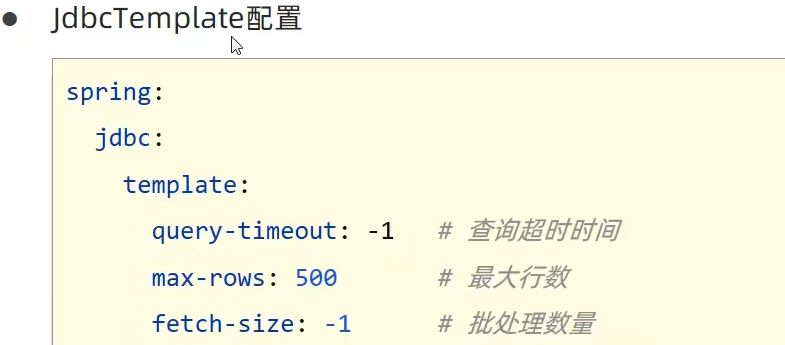 ● JdbcTemplate配置
spring:
  jdbc:
    template:
      query-timeout: -1   # 查询超时时间
      max-rows: 500       # 最大行数
      fetch-size: -1      # 批处理数量